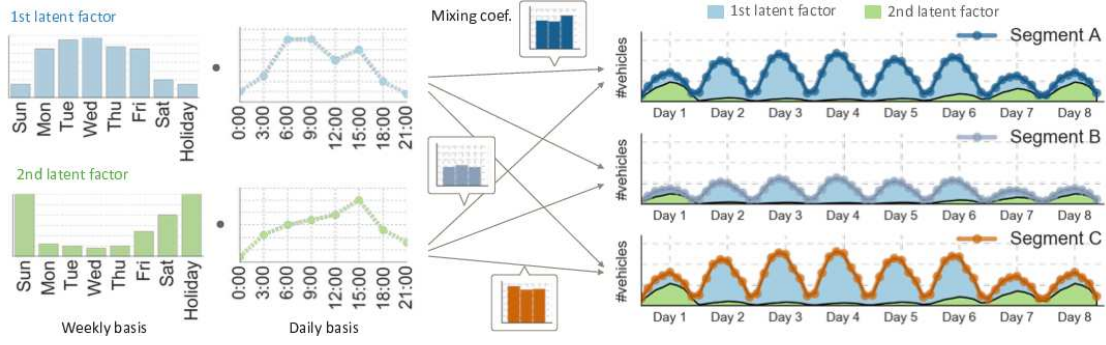 1st latent factor
Sun Mon Tue Wed Thu Fri Sat Holiday
0:00 3:00 6:00 9:00 12:00 15:00 18:00 21:00
2nd latent factor
Sun Mon Tue Wed Thu Fri Sat Holiday
0:00 3:00 6:00 9:00 12:00 15:00 18:00 21:00
Weekly basis
Daily basis
Mixing coef.
1st latent factor 2nd latent factor
Segment A
#vehicles
Day 1 Day 2 Day 3 Day 4 Day 5 Day 6 Day 7 Day 8
Segment B
#vehicles
Day 1 Day 2 Day 3 Day 4 Day 5 Day 6 Day 7 Day 8
Segment C
#vehicles
Day 1 Day 2 Day 3 Day 4 Day 5 Day 6 Day 7 Day 8